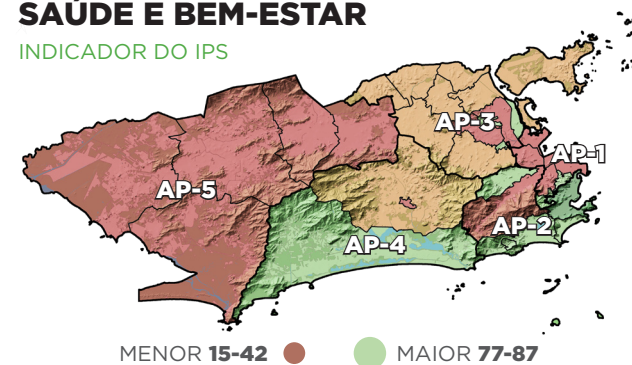 SAÚDE E BEM-ESTAR
INDICADOR DO IPS
AP-3
AP-1
AP-5
AP-2
AP-4
MENOR 15-42
MAIOR 77-87